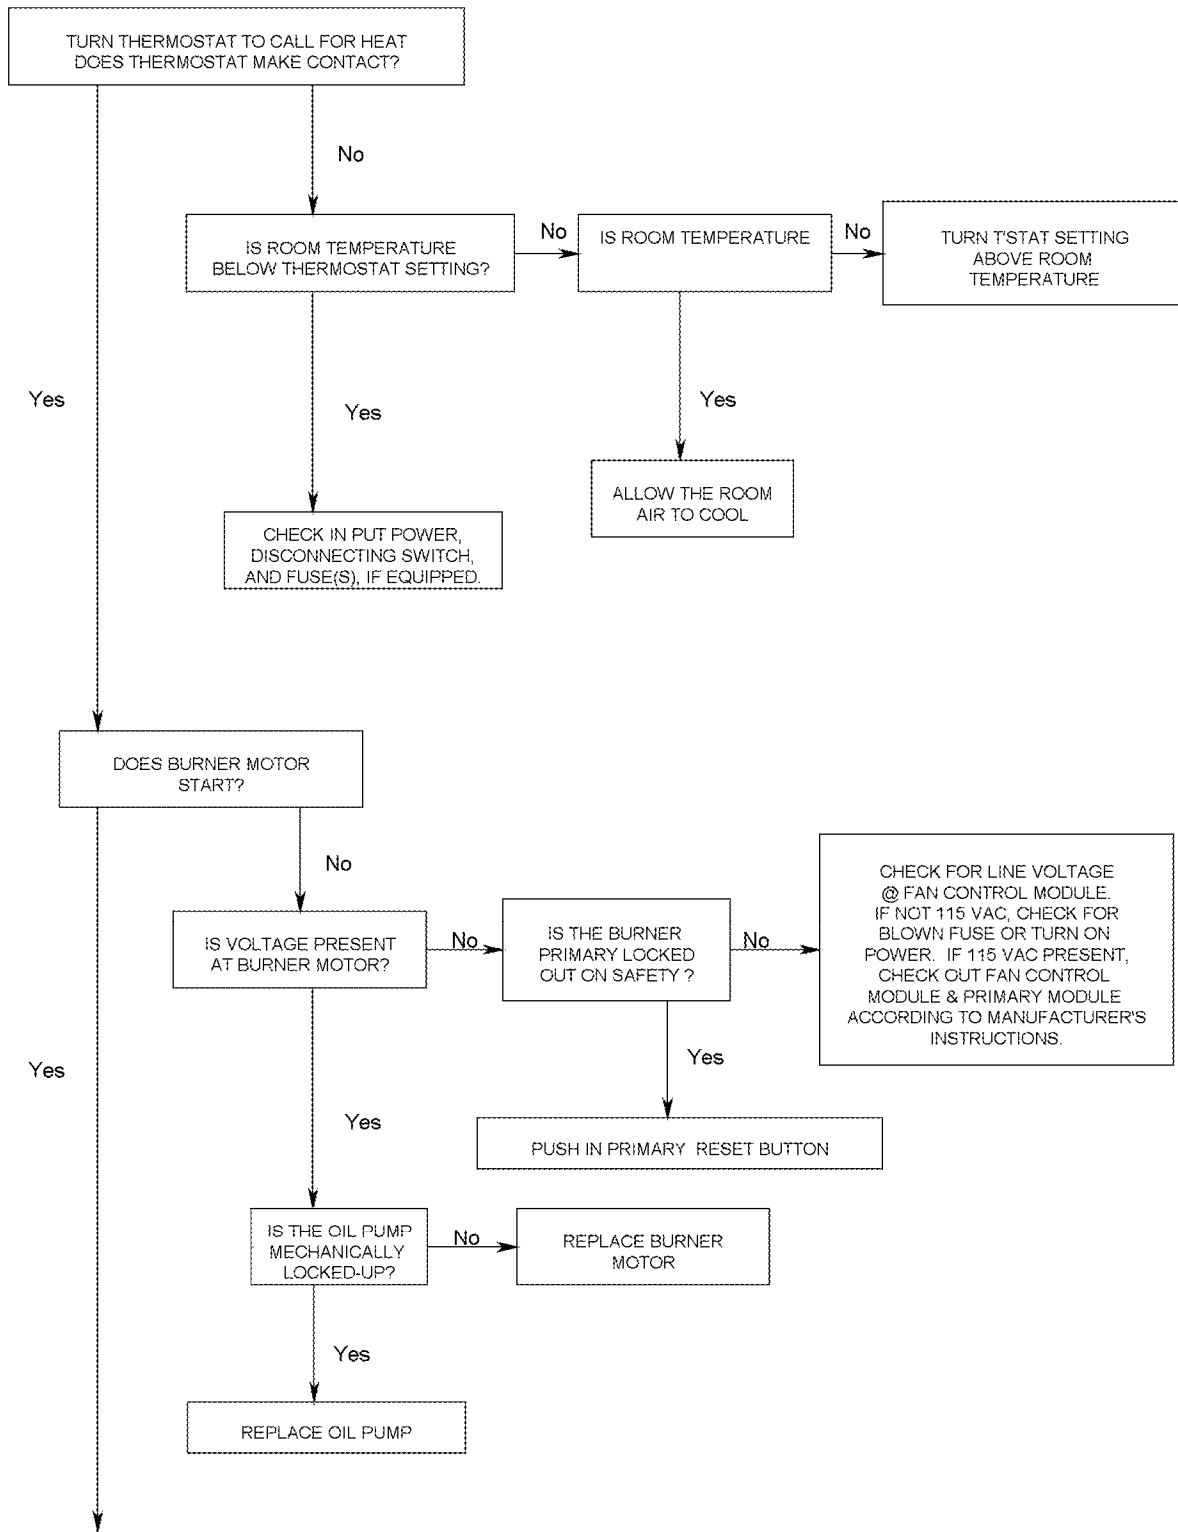 TURN THERMOSTAT TO CALL FOR HEAT
DOES THERMOSTAT MAKE CONTACT?
No
IS ROOM TEMPERATURE
BELOW THERMOSTAT SETTING?
No
IS ROOM TEMPERATURE
No
TURN T'STAT SETTING
ABOVE ROOM
TEMPERATURE
Yes
Yes
Yes
ALLOW THE ROOM
AIR TO COOL
CHECK IN PUT POWER,
DISCONNECTING SWITCH,
AND FUSE(S), IF EQUIPPED.
DOES BURNER MOTOR
START?
No
IS VOLTAGE PRESENT
AT BURNER MOTOR?
No
IS THE BURNER
PRIMARY LOCKED
OUT ON SAFETY ?
No
CHECK FOR LINE VOLTAGE
@ FAN CONTROL MODULE.
IF NOT 115 VAC, CHECK FOR
BLOWN FUSE OR TURN ON
POWER.  IF 115 VAC PRESENT,
CHECK OUT FAN CONTROL
MODULE & PRIMARY MODULE
ACCORDING TO MANUFACTURER'S
INSTRUCTIONS.
Yes
Yes
Yes
PUSH IN PRIMARY  RESET BUTTON
IS THE OIL PUMP
MECHANICALLY
LOCKED-UP?
No
REPLACE BURNER
MOTOR
Yes
REPLACE OIL PUMP